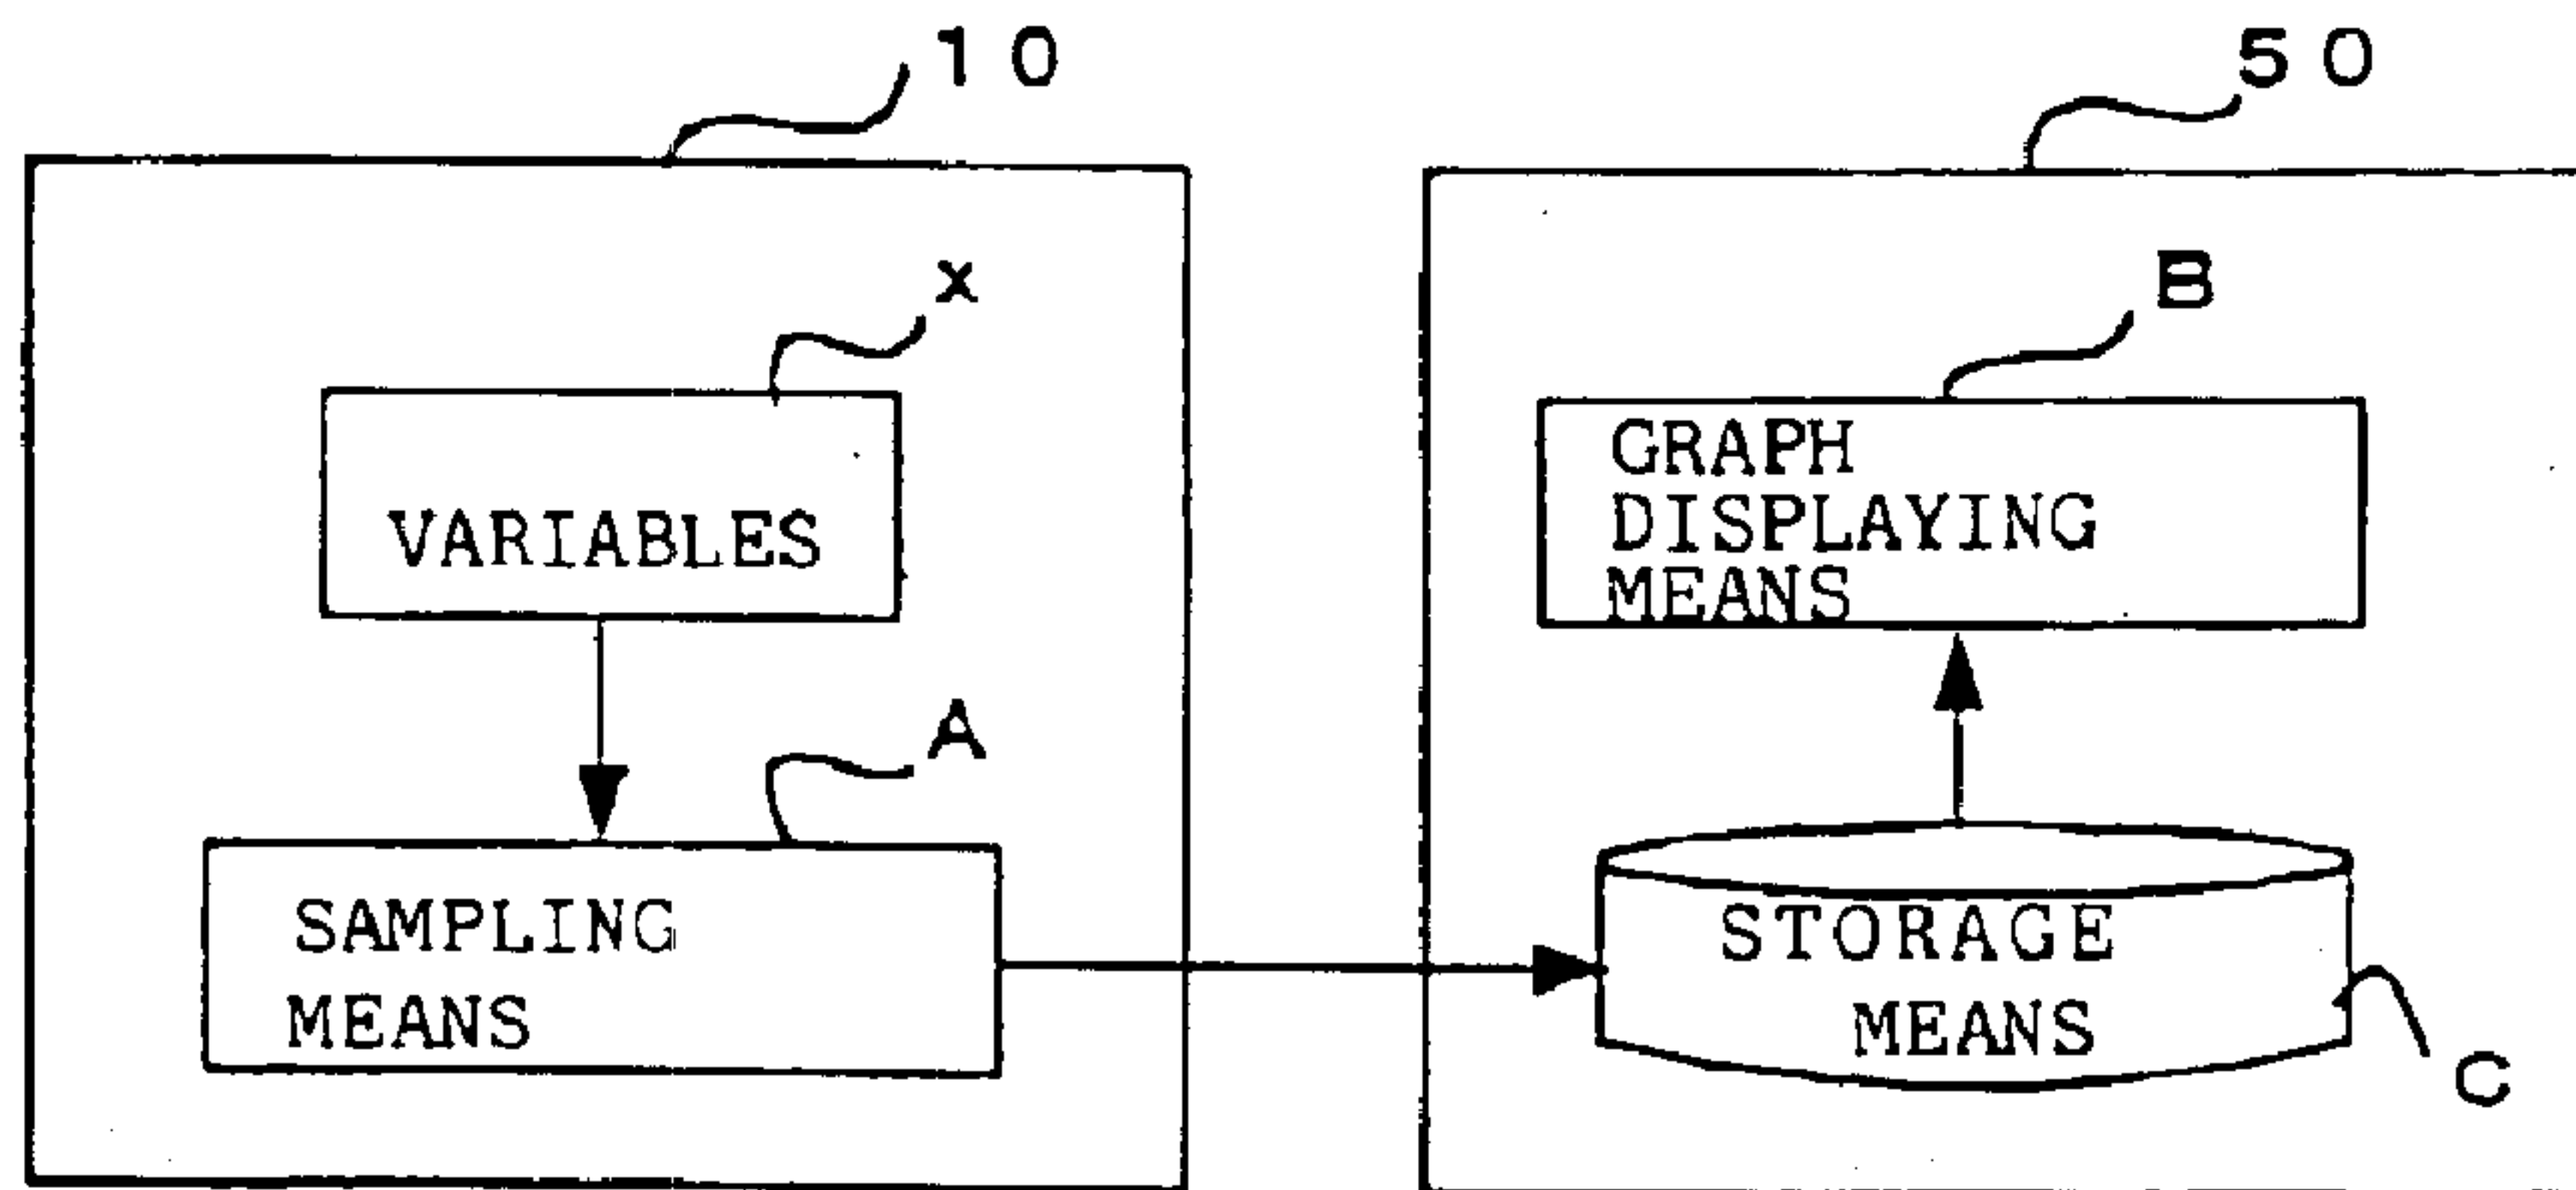 10
50
x
B
VARIABLES
GRAPH
DISPLAYING
MEANS
A
SAMPLING
MEANS
STORAGE
MEANS
C